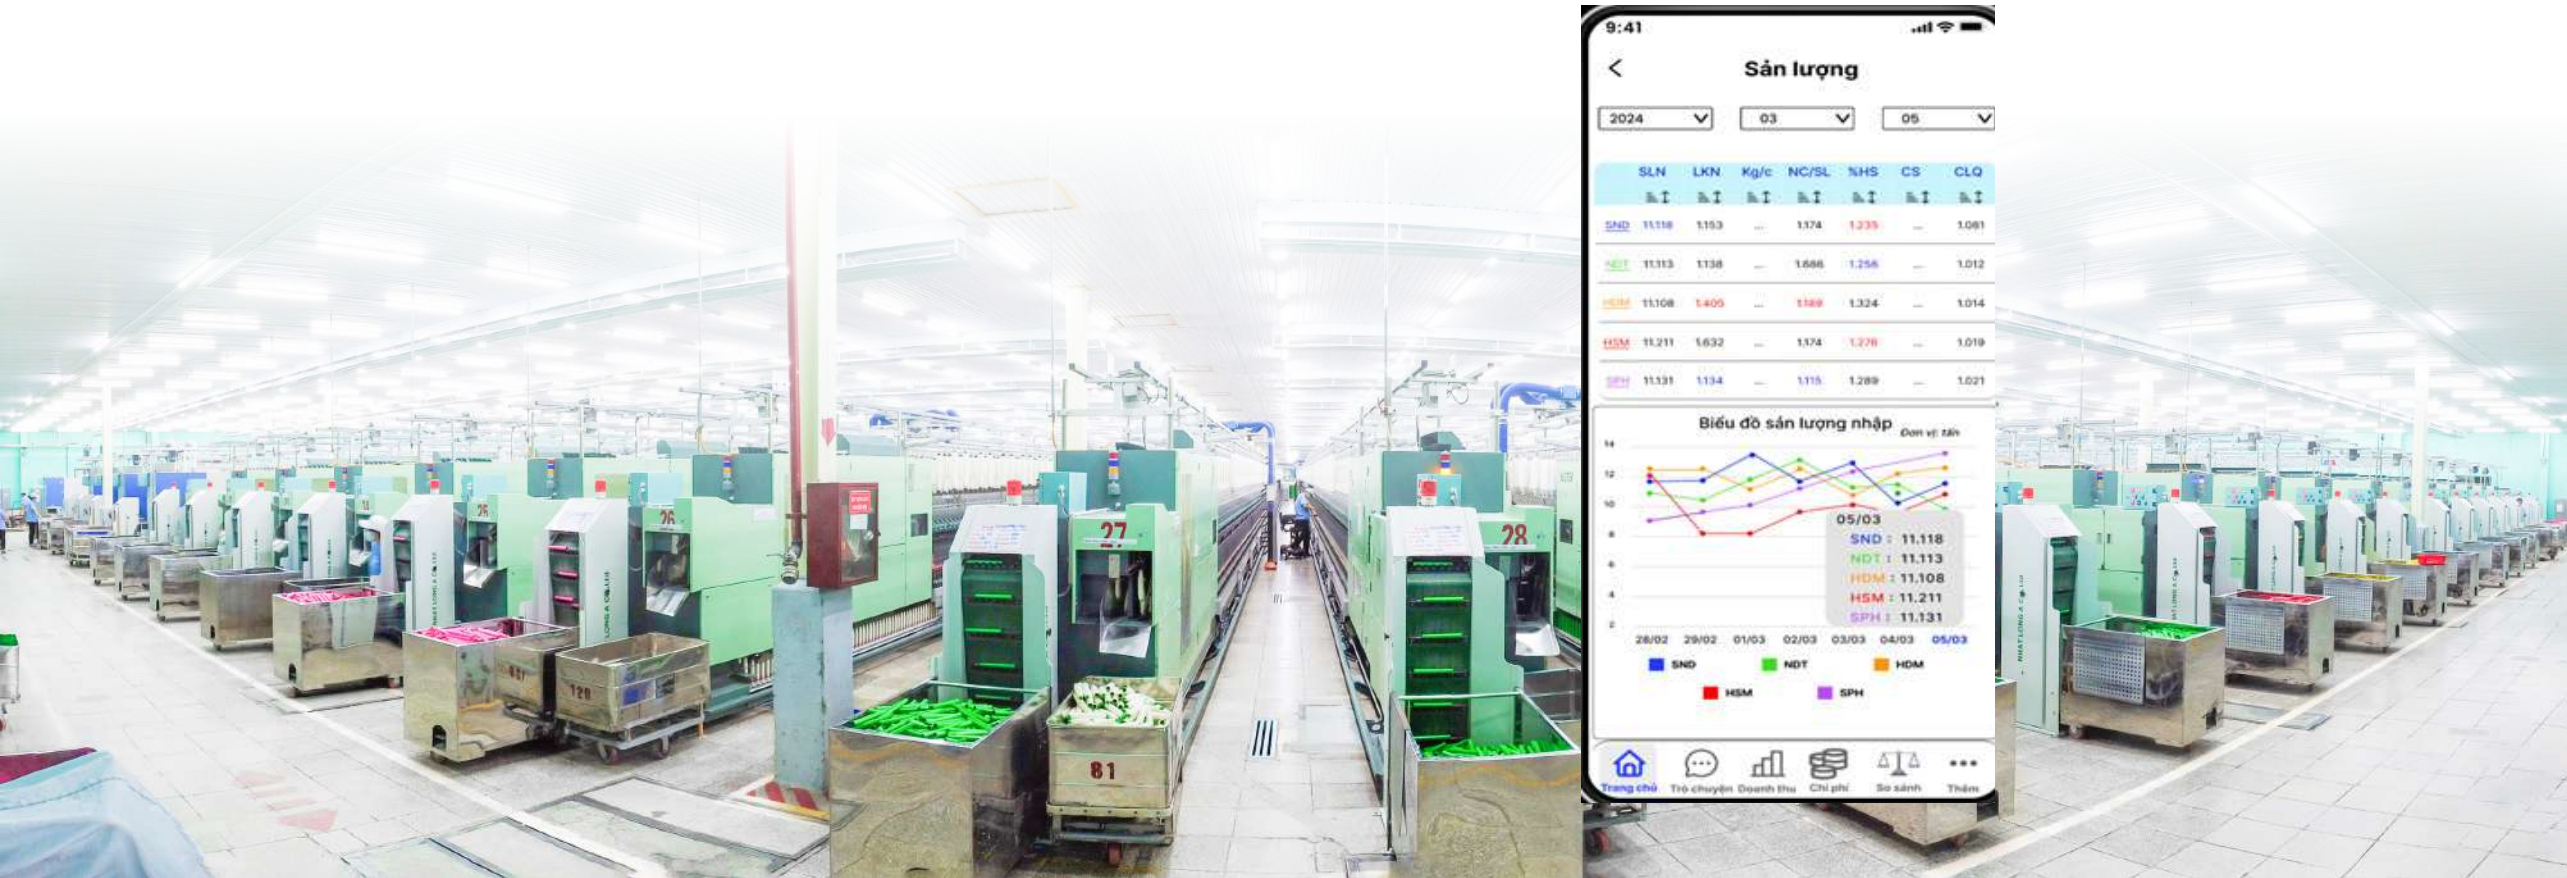 9:41
Sản lượng
2024 03 05
SLN LKN Kg/c NC/SL %HS CS CLQ
SND 11.118 1.153 ... 1.174 1.235 ... 1.081
NDT 11.113 1.138 ... 1.666 1.256 ... 1.012
HDM 11.108 1.405 ... 1.169 1.324 ... 1.014
HSM 11.211 1.632 ... 1.174 1.276 ... 1.019
SPH 11.131 1.134 ... 1.115 1.289 ... 1.021
Biểu đồ sản lượng nhập
Đơn vị: tấn
14
12
10
8
6
4
2
05/03
SND : 11.118
NDT : 11.113
HDM : 11.108
HSM : 11.211
SPH : 11.131
28/02 29/02 01/03 02/03 03/03 04/03 05/03
SND NDT HDM
HSM SPH
Trang chủ Trò chuyện Doanh thu Chi phí So sánh Thêm
25
26
27
28
120
81